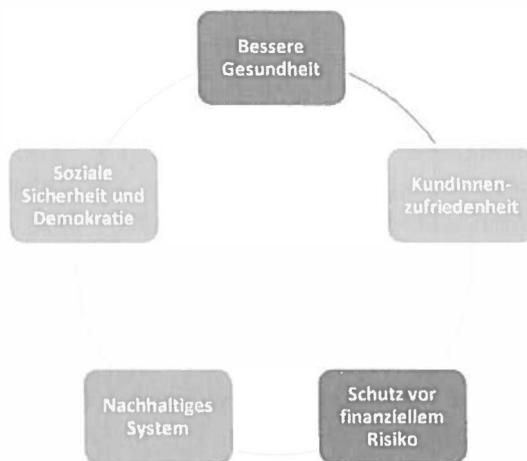 Bessere
Gesundheit
KundInnen-
zufriedenheit
Schutz vor
finanziellem
Risiko
Nachhaltiges
System
Soziale
Sicherheit und
Demokratie